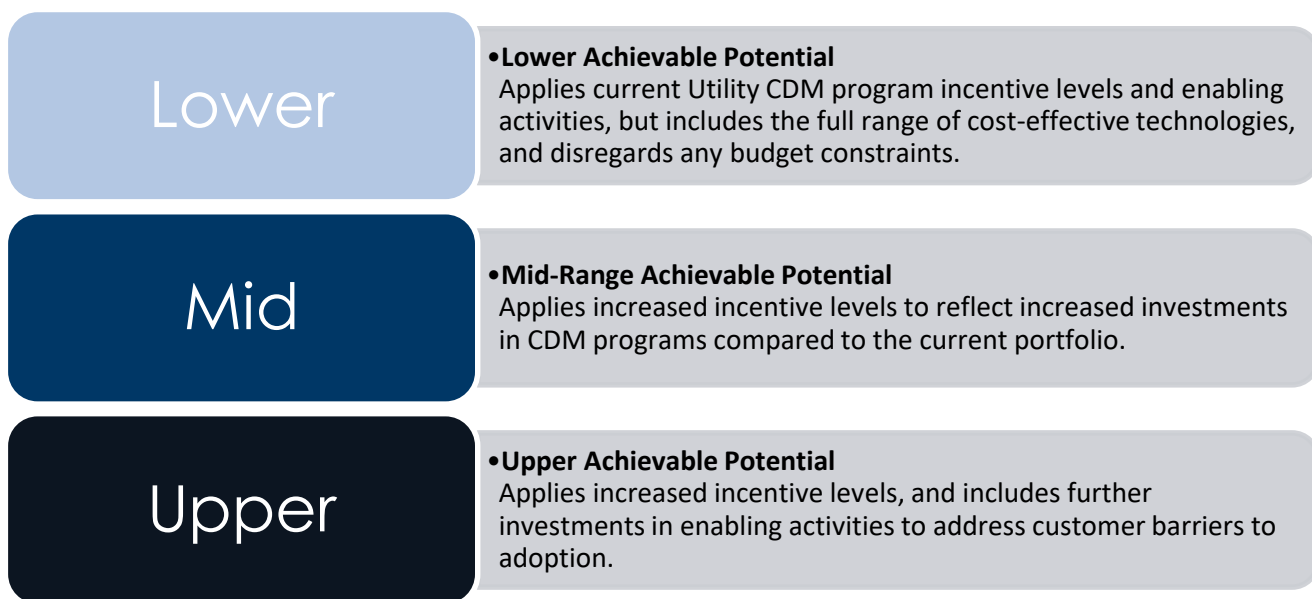 Lower
•Lower Achievable Potential
Applies current Utility CDM program incentive levels and enabling
activities, but includes the full range of cost-effective technologies,
and disregards any budget constraints.
Mid
•Mid-Range Achievable Potential
Applies increased incentive levels to reflect increased investments
in CDM programs compared to the current portfolio.
Upper
•Upper Achievable Potential
Applies increased incentive levels, and includes further
investments in enabling activities to address customer barriers to
adoption.